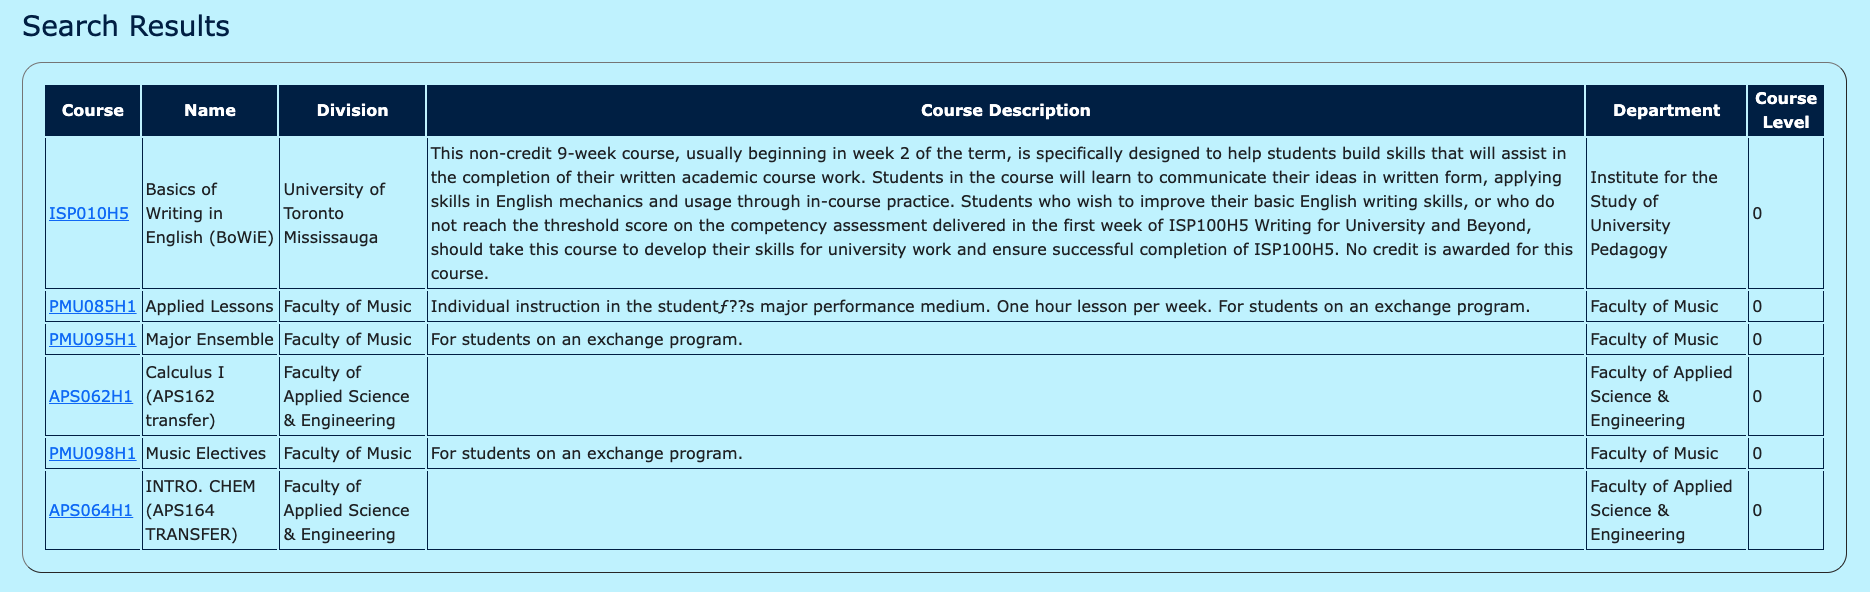 Search Results
Course
Name
Division
Course Description
Department
Course
Level
ISP010H5
Basics of
Writing in
English (BoWiE)
University of
Toronto
Mississauga
This non-credit 9-week course, usually beginning in week 2 of the term, is specifically designed to help students build skills that will assist in
the completion of their written academic course work. Students in the course will learn to communicate their ideas in written form, applying
skills in English mechanics and usage through in-course practice. Students who wish to improve their basic English writing skills, or who do
not reach the threshold score on the competency assessment delivered in the first week of ISP100H5 Writing for University and Beyond,
should take this course to develop their skills for university work and ensure successful completion of ISP100H5. No credit is awarded for this
course.
Institute for the
Study of
University
Pedagogy
0
PMU085H1
Applied Lessons
Faculty of Music
Individual instruction in the studentƒ??s major performance medium. One hour lesson per week. For students on an exchange program.
Faculty of Music
0
PMU095H1
Major Ensemble
Faculty of Music
For students on an exchange program.
Faculty of Music
0
APS062H1
Calculus I
(APS162
transfer)
Faculty of
Applied Science
& Engineering
Faculty of Applied
Science &
Engineering
0
PMU098H1
Music Electives
Faculty of Music
For students on an exchange program.
Faculty of Music
0
APS064H1
INTRO. CHEM
(APS164
TRANSFER)
Faculty of
Applied Science
& Engineering
Faculty of Applied
Science &
Engineering
0